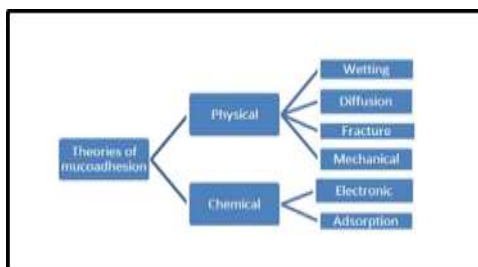 Theories of
mucoadhesion
Physical
Wetting
Diffusion
Fracture
Mechanical
Chemical
Electronic
Adsorption